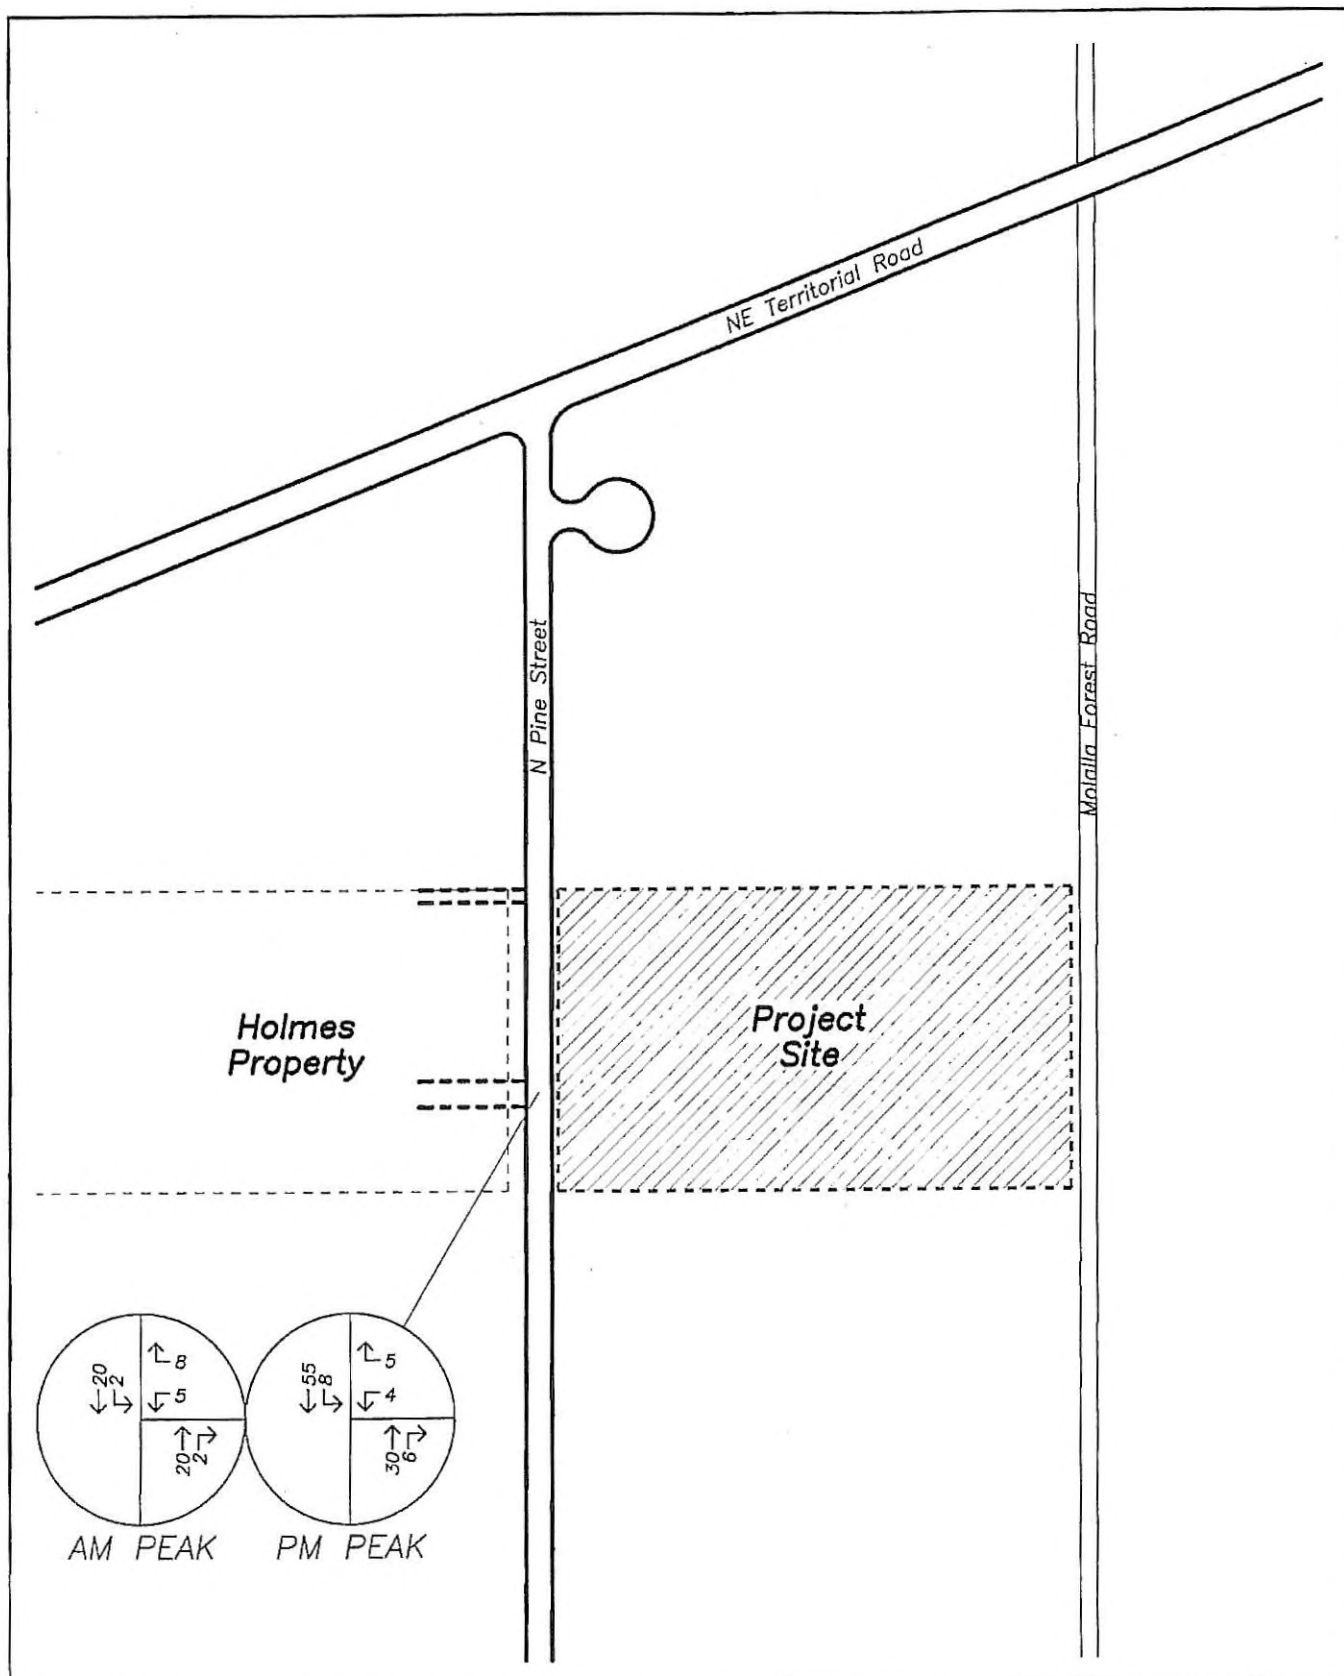 NE Territorial Road
N Pine Street
Molalla Forest Road
Holmes
Property
Project
Site
20
2
8
5
20
2
55
8
5
4
30
6
AM PEAK
PM PEAK